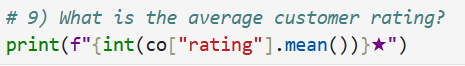 # 9) What is the average customer rating?
print(f"{int(co["rating"].mean())}★")